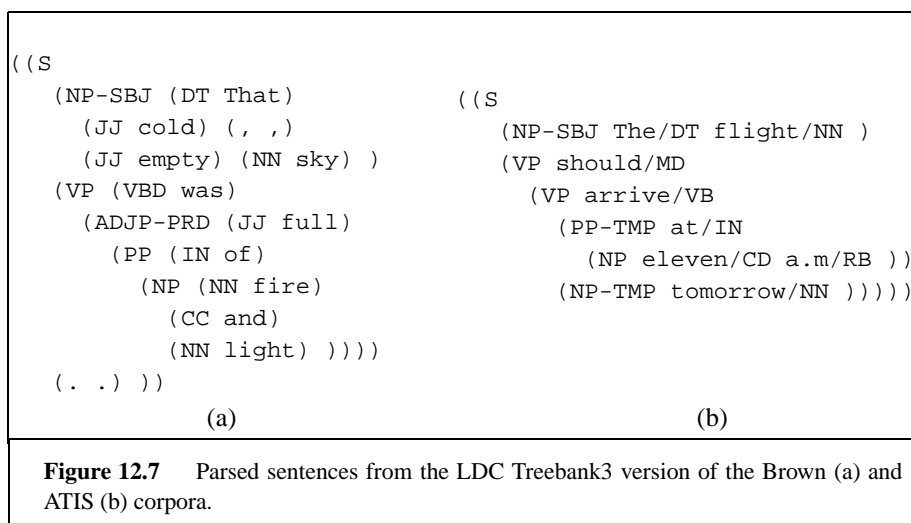 ((S
(NP-SBJ (DT That)
(JJ cold) (, ,)
(JJ empty) (NN sky) )
(VP (VBD was)
(ADJP-PRD (JJ full)
(PP (IN of)
(NP (NN fire)
(CC and)
(NN light) ))))
(. .) ))
(a)
((S
(NP-SBJ The/DT flight/NN )
(VP should/MD
(VP arrive/VB
(PP-TMP at/IN
(NP eleven/CD a.m/RB ))
(NP-TMP tomorrow/NN )))))
(b)
Figure 12.7 Parsed sentences from the LDC Treebank3 version of the Brown (a) and
ATIS (b) corpora.